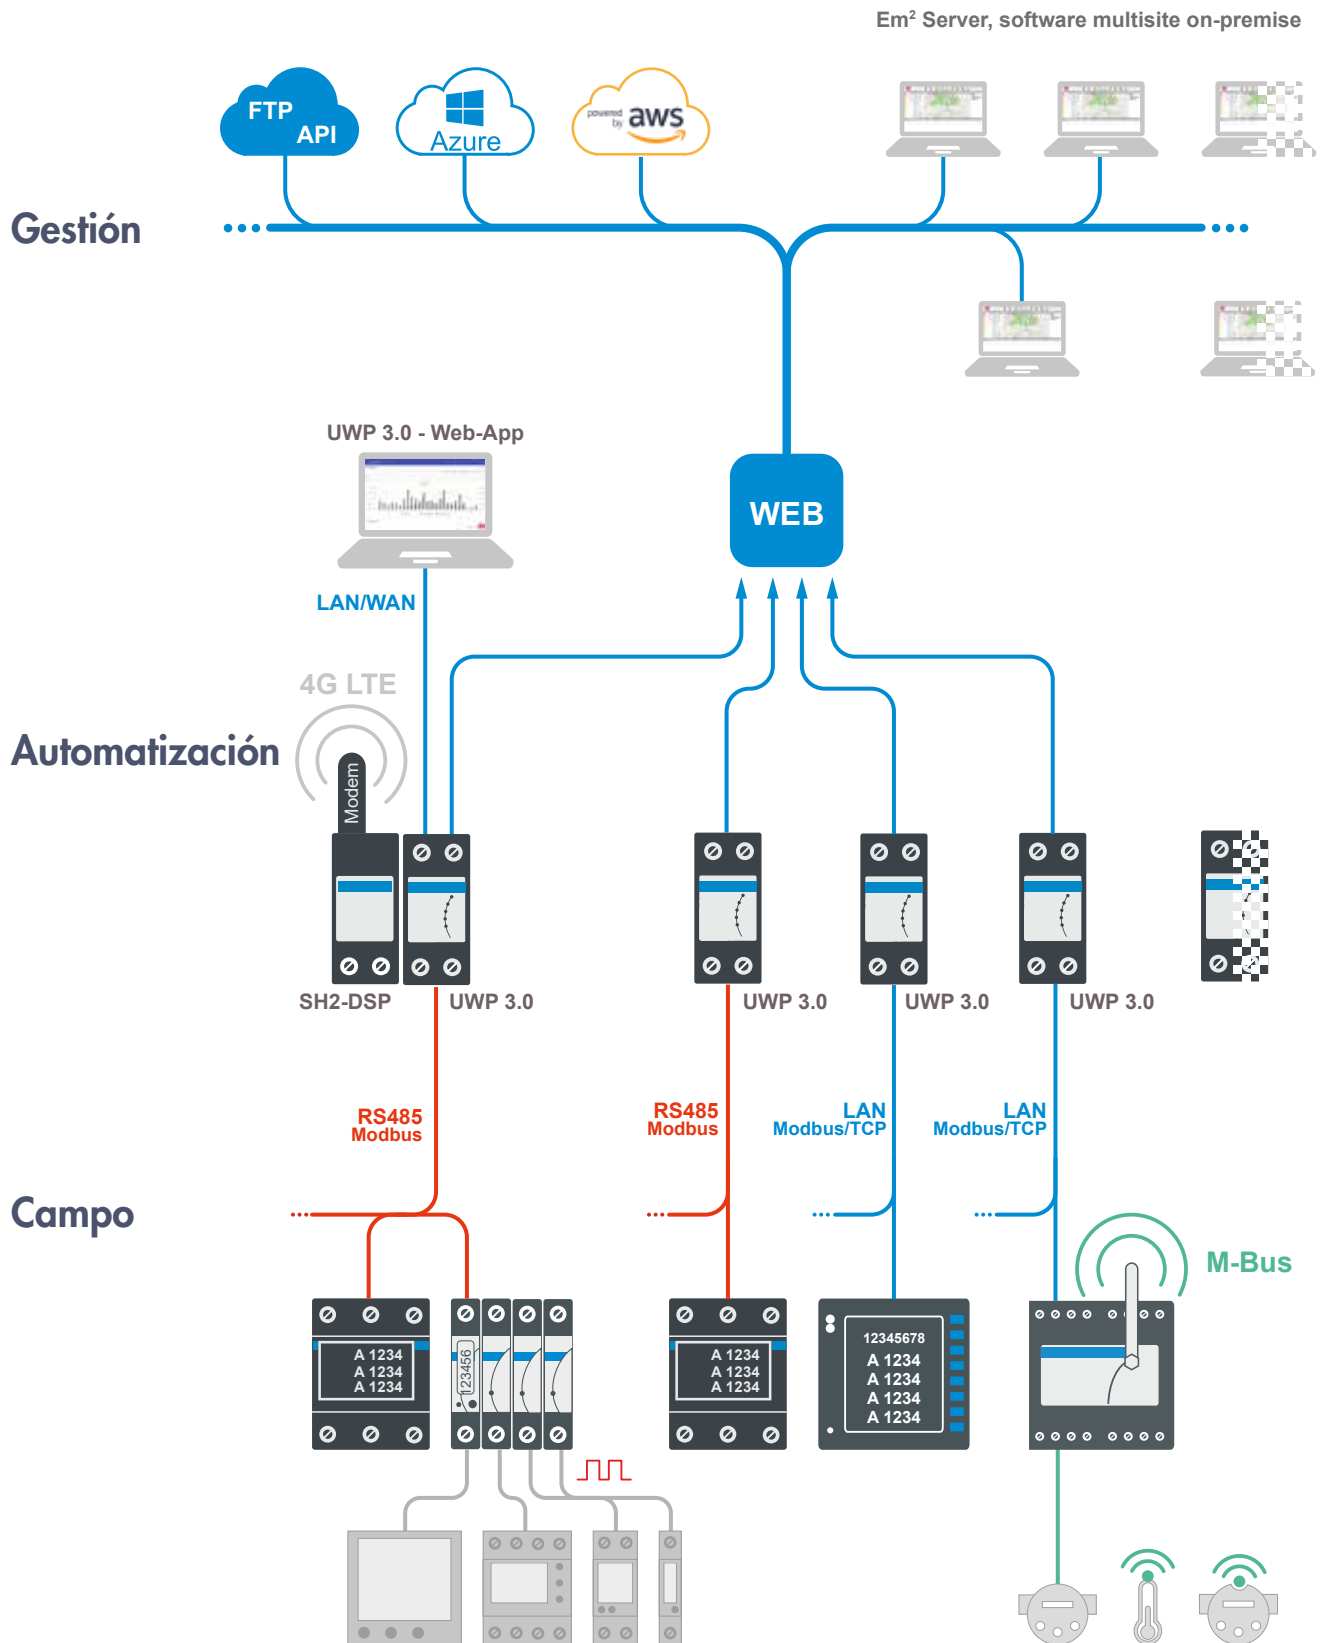 Em² Server, software multisite on-premise
FTP
API
Azure
powered
by
aws
Gestión
UWP 3.0 - Web-App
WEB
LAN/WAN
4G LTE
Automatización
Modem
SH2-DSP
UWP 3.0
UWP 3.0
UWP 3.0
UWP 3.0
RS485
Modbus
RS485
Modbus
LAN
Modbus/TCP
LAN
Modbus/TCP
Campo
M-Bus
A 1234
A 1234
A 1234
123456
A 1234
A 1234
A 1234
12345678
A 1234
A 1234
A 1234
A 1234